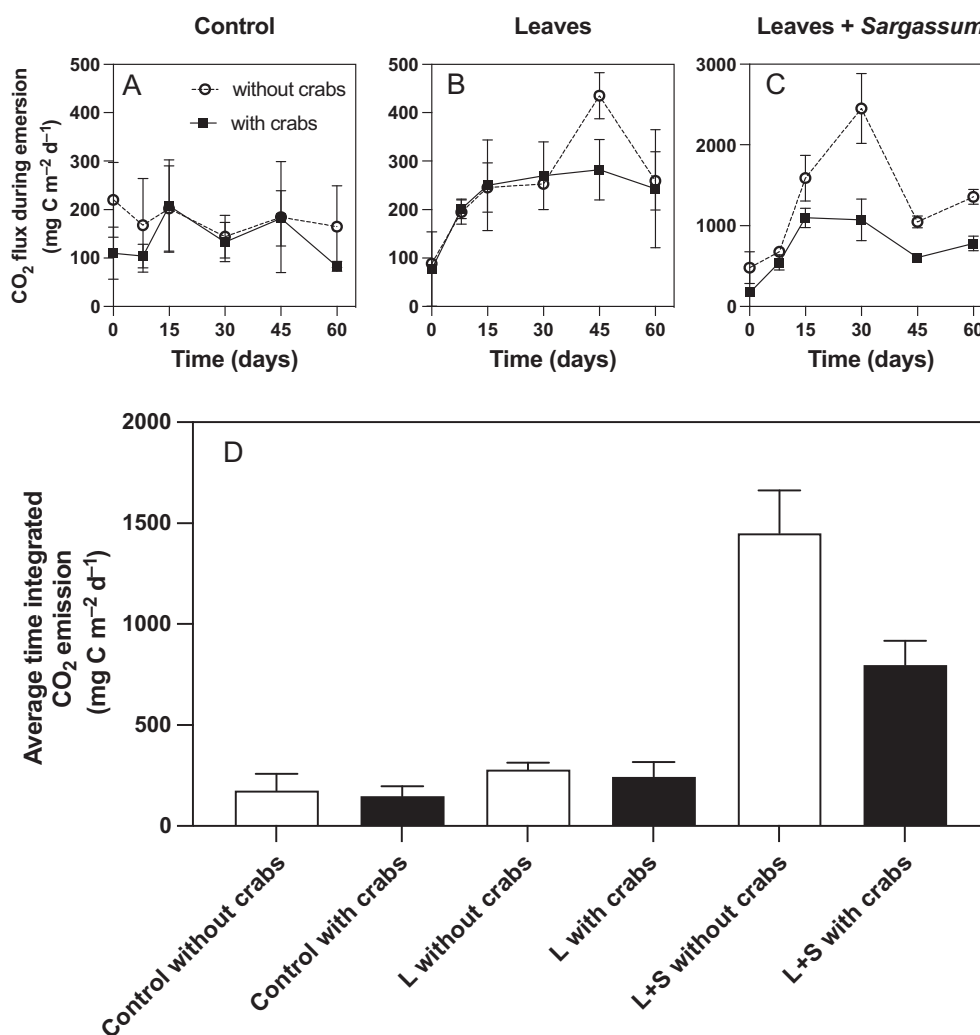 Control
Leaves
Leaves + Sargassum
CO₂ flux during emersion
(mg C m⁻² d⁻¹)
500
400
300
200
100
0
A
without crabs
with crabs
0 15 30 45 60
Time (days)
500
400
300
200
100
0
B
0 15 30 45 60
Time (days)
3000
2000
1000
0
C
0 15 30 45 60
Time (days)
Average time integrated
CO₂ emission
(mg C m⁻² d⁻¹)
2000
1500
1000
500
0
D
Control without crabs
Control with crabs
L without crabs
L with crabs
L+S without crabs
L+S with crabs